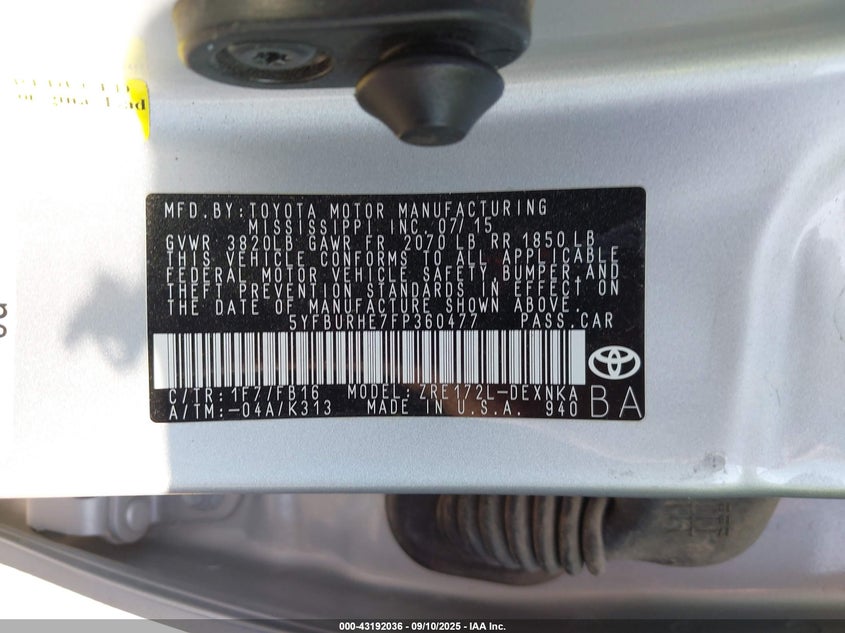 MFD. BY: TOYOTA MOTOR MANUFACTURING
MISSISSIPPI INC. 07/15
GVWR 3820LB GAWR FR 2070 LB RR 1850 LB
THIS VEHICLE CONFORMS TO ALL APPLICABLE
FEDERAL MOTOR VEHICLE SAFETY, BUMPER, AND
THEFT PREVENTION STANDARDS IN EFFECT ON
THE DATE OF MANUFACTURE SHOWN ABOVE.
5YFBURHE7FP360477 PASS. CAR
C/TR: 1F77/FB16 MODEL: ZRE172L-DEXNKA
A/TM: -04A/K313 MADE IN U.S.A. 940
BA
000-43192036 - 09/10/2025 - IAA Inc.